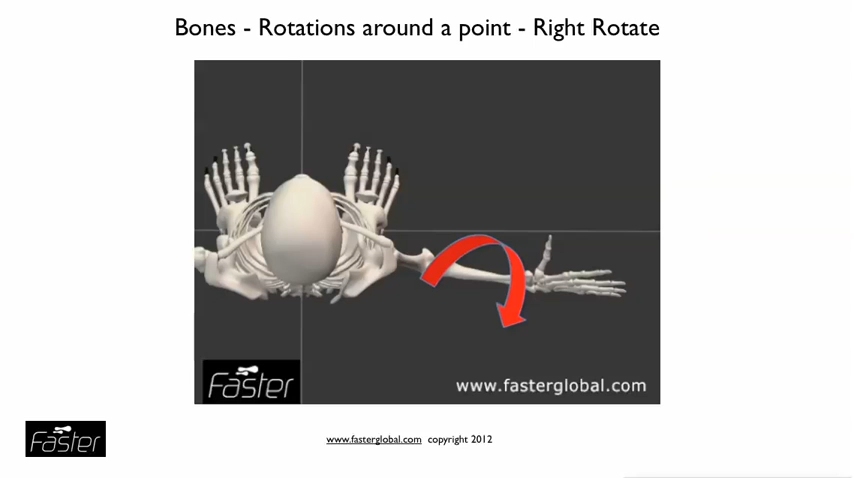 Bones - Rotations around a point - Right Rotate
Faster
www.fasterglobal.com
Faster
www.fasterglobal.com copyright 2012